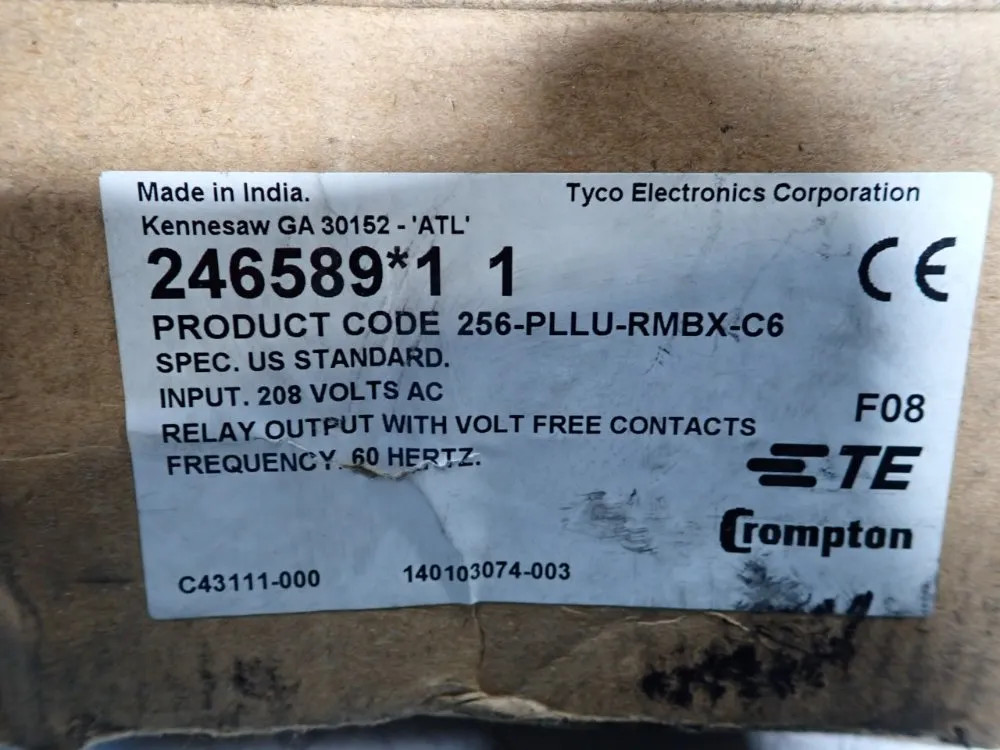 Made in India. Tyco Electronics Corporation
Kennesaw GA 30152 - 'ATL'
246589*1 1
CE
PRODUCT CODE 256-PLLU-RMBX-C6
SPEC. US STANDARD.
INPUT. 208 VOLTS AC
F08
RELAY OUTPUT WITH VOLT FREE CONTACTS
FREQUENCY. 60 HERTZ.
TE
Crompton
C43111-000 140103074-003